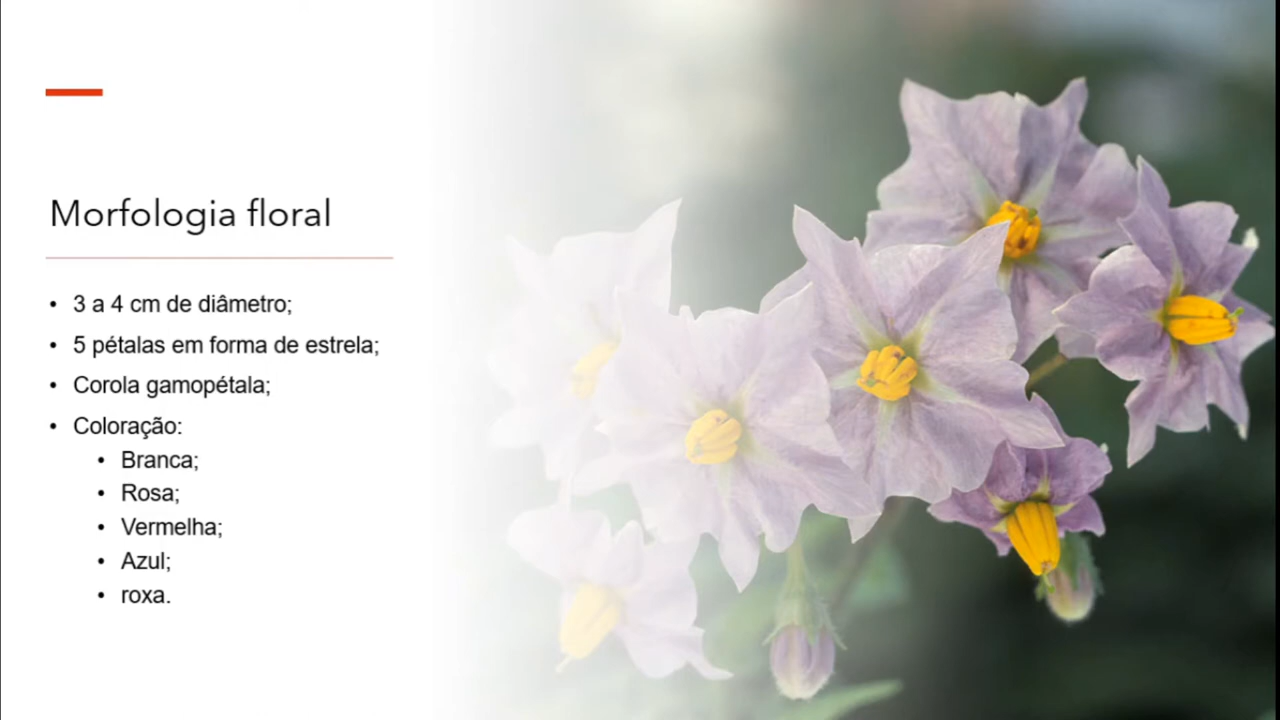 Morfologia floral
• 3 a 4 cm de diâmetro;
• 5 pétalas em forma de estrela;
• Corola gamopétala;
• Coloração:
• Branca;
• Rosa;
• Vermelha;
• Azul;
• roxa.